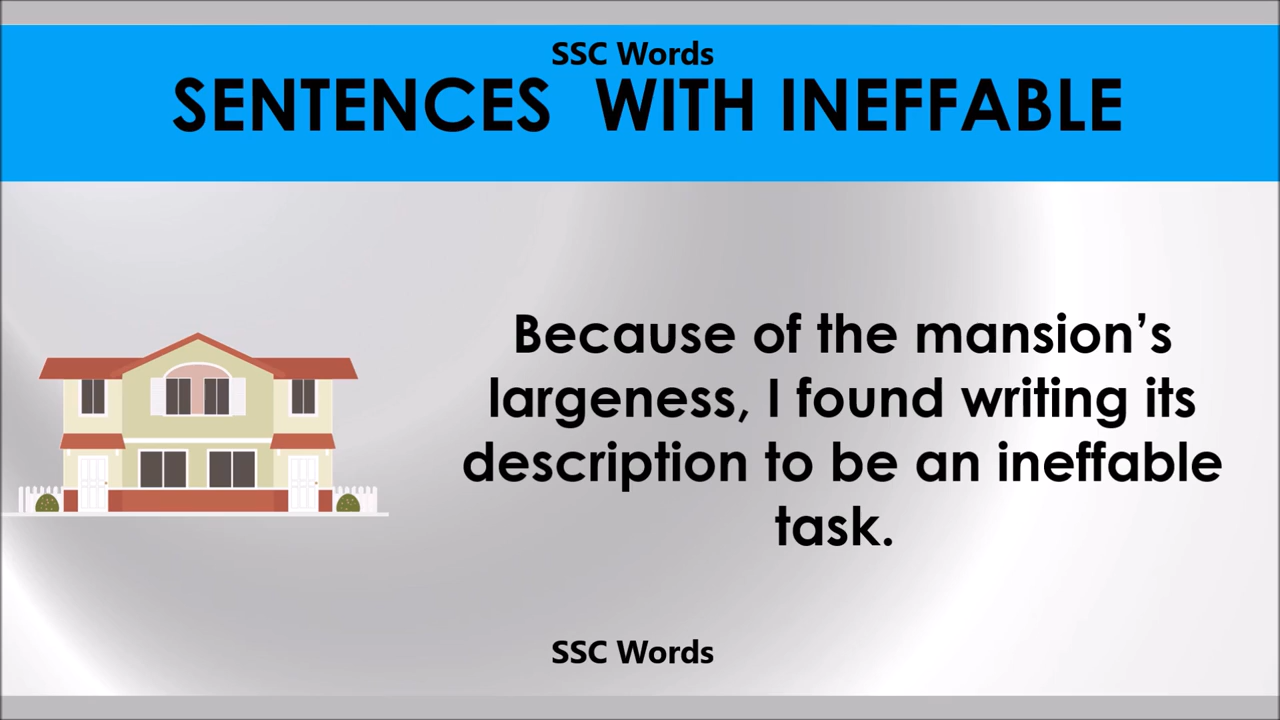 SSC Words
SENTENCES WITH INEFFABLE
Because of the mansion’s
largeness, I found writing its
description to be an ineffable
task.
SSC Words